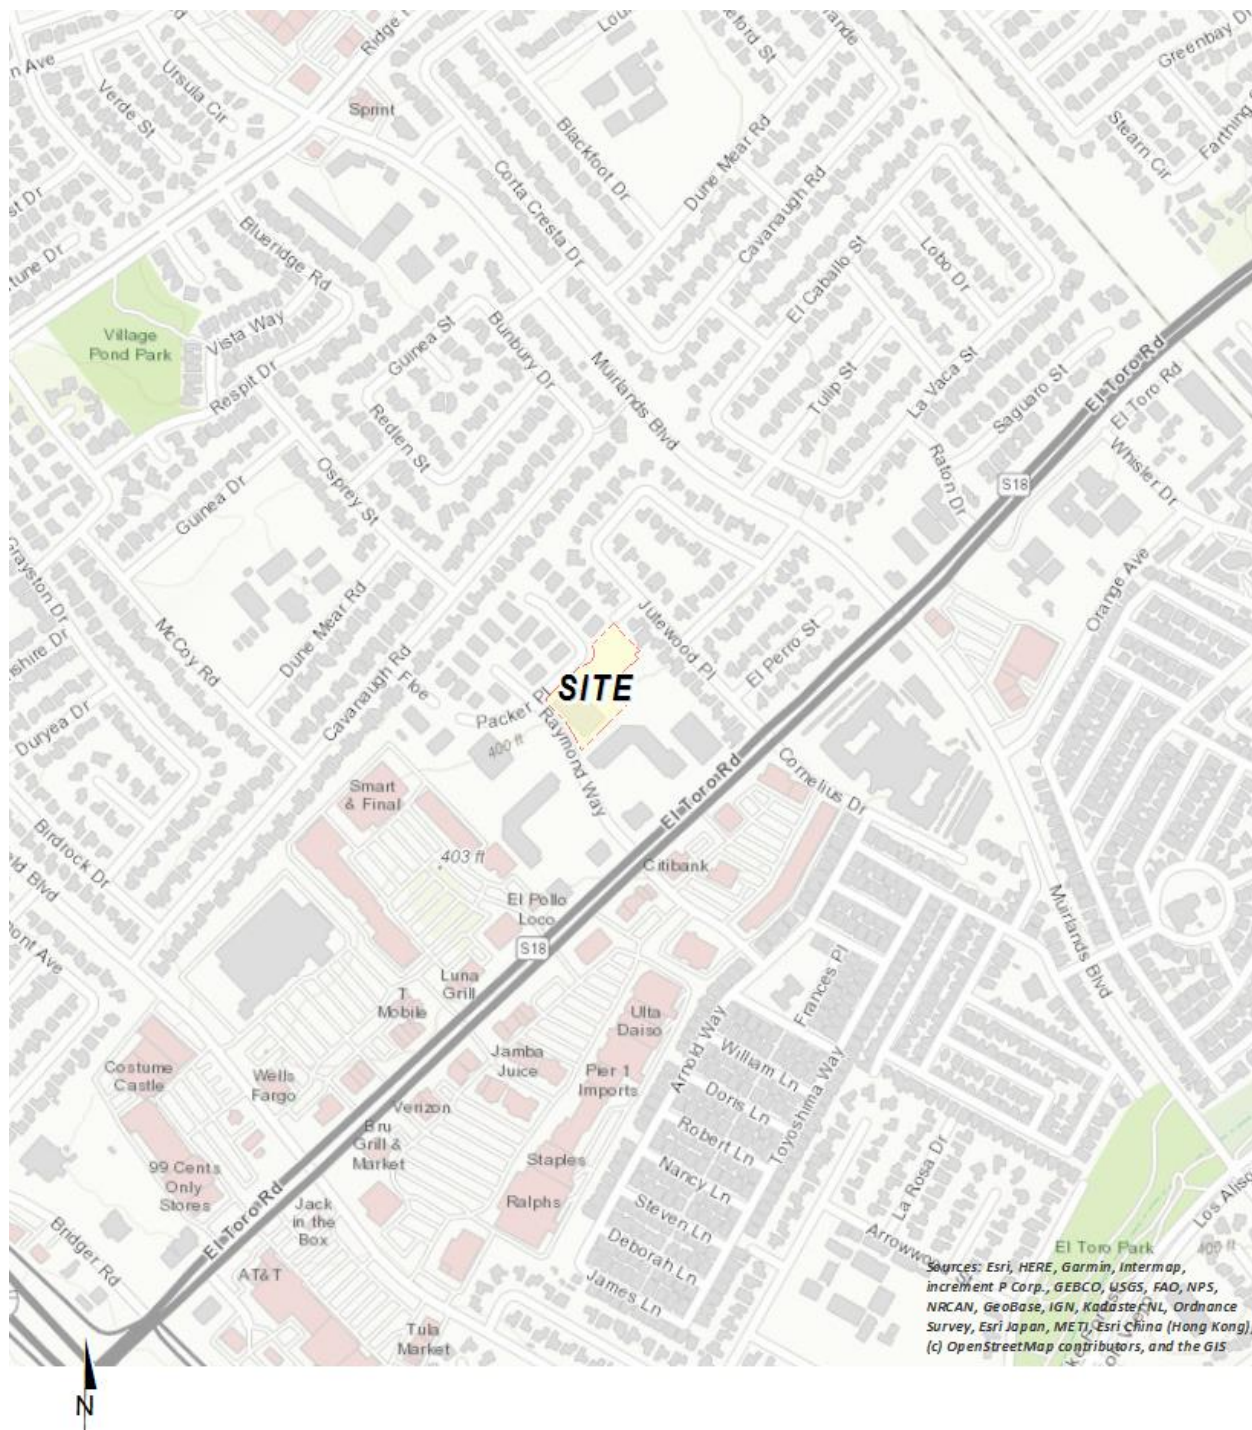 Ursula Cir
Verde St
Sprint
Blackfoot Dr
Dune Mear Rd
Greenbay Dr
Stearn Cir
Corta Cresta Dr
Cavanaugh Rd
Blueridge Rd
El Caballo St
Lobo Dr
Village
Pond Park
Vista Way
Guinea St
Bunbury Dr
Muirlands Blvd
El Toro Rd
El Toro Rd
Respit Dr
Redlen St
Tulip St
La Vaca St
Saguaro St
Osprey St
Guinea Dr
Raton Dr
S18
Whisler Dr
Orange Ave
McCoy Rd
Dune Mear Rd
Julewood Pl
El Perro St
Cavanaugh Rd
Floe
SITE
Packer Pl
400 ft
Raymond Way
Duryea Dr
Smart
& Final
El Toro Rd
Cornelius Dr
Birdrock Dr
403 ft
Citibank
El Pollo
Loco
S18
Muirlands Blvd
Luna
Grill
T
Mobile
Frances Pl
Ulta
Daiso
Arnold Way
Jamba
Juice
Pier 1
Imports
William Ln
Costume
Castle
Wells
Fargo
Verizon
Doris Ln
Toyoshima Way
Bru
Grill &
Market
Robert Ln
Staples
Nancy Ln
99 Cents
Only
Stores
Ralphs
Steven Ln
La Rosa Dr
El Toro Rd
Jack
in the
Box
Deborah Ln
Bridger Rd
AT&T
James Ln
El Toro Park
400 ft
Tula
Market
Sources: Esri, HERE, Garmin, Intermap,
increment P Corp., GEBCO, USGS, FAO, NPS,
NRCAN, GeoBase, IGN, Kadaster NL, Ordnance
Survey, Esri Japan, METI, Esri China (Hong Kong),
(c) OpenStreetMap contributors, and the GIS
N